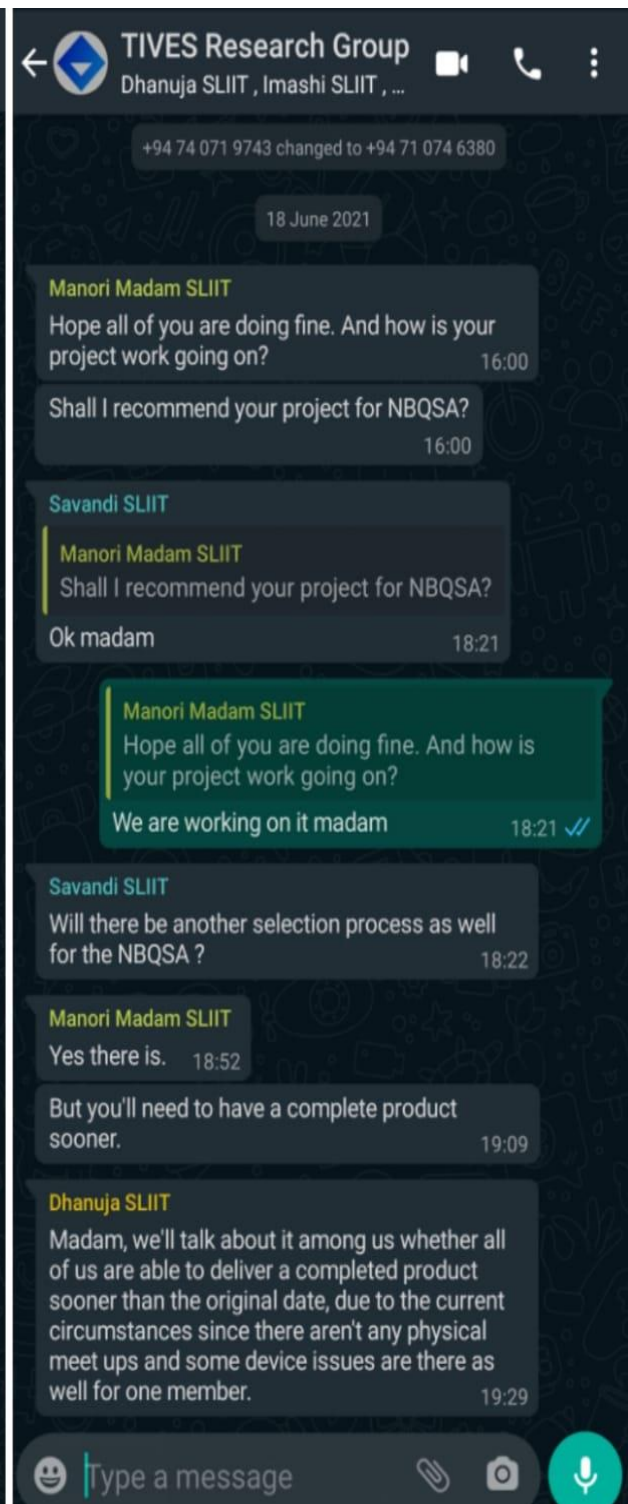 TIVES Research Group
Dhanuja SLIIT , Imashi SLIIT , ...
+94 74 071 9743 changed to +94 71 074 6380
18 June 2021
Manori Madam SLIIT
Hope all of you are doing fine. And how is your
project work going on?
16:00
Shall I recommend your project for NBQSA?
16:00
Savandi SLIIT
Manori Madam SLIIT
Shall I recommend your project for NBQSA?
Ok madam 18:21
Manori Madam SLIIT
Hope all of you are doing fine. And how is
your project work going on?
We are working on it madam 18:21
Savandi SLIIT
Will there be another selection process as well
for the NBQSA ? 18:22
Manori Madam SLIIT
Yes there is. 18:52
But you'll need to have a complete product
sooner. 19:09
Dhanuja SLIIT
Madam, we'll talk about it among us whether all
of us are able to deliver a completed product
sooner than the original date, due to the current
circumstances since there aren't any physical
meet ups and some device issues are there as
well for one member. 19:29
Type a message